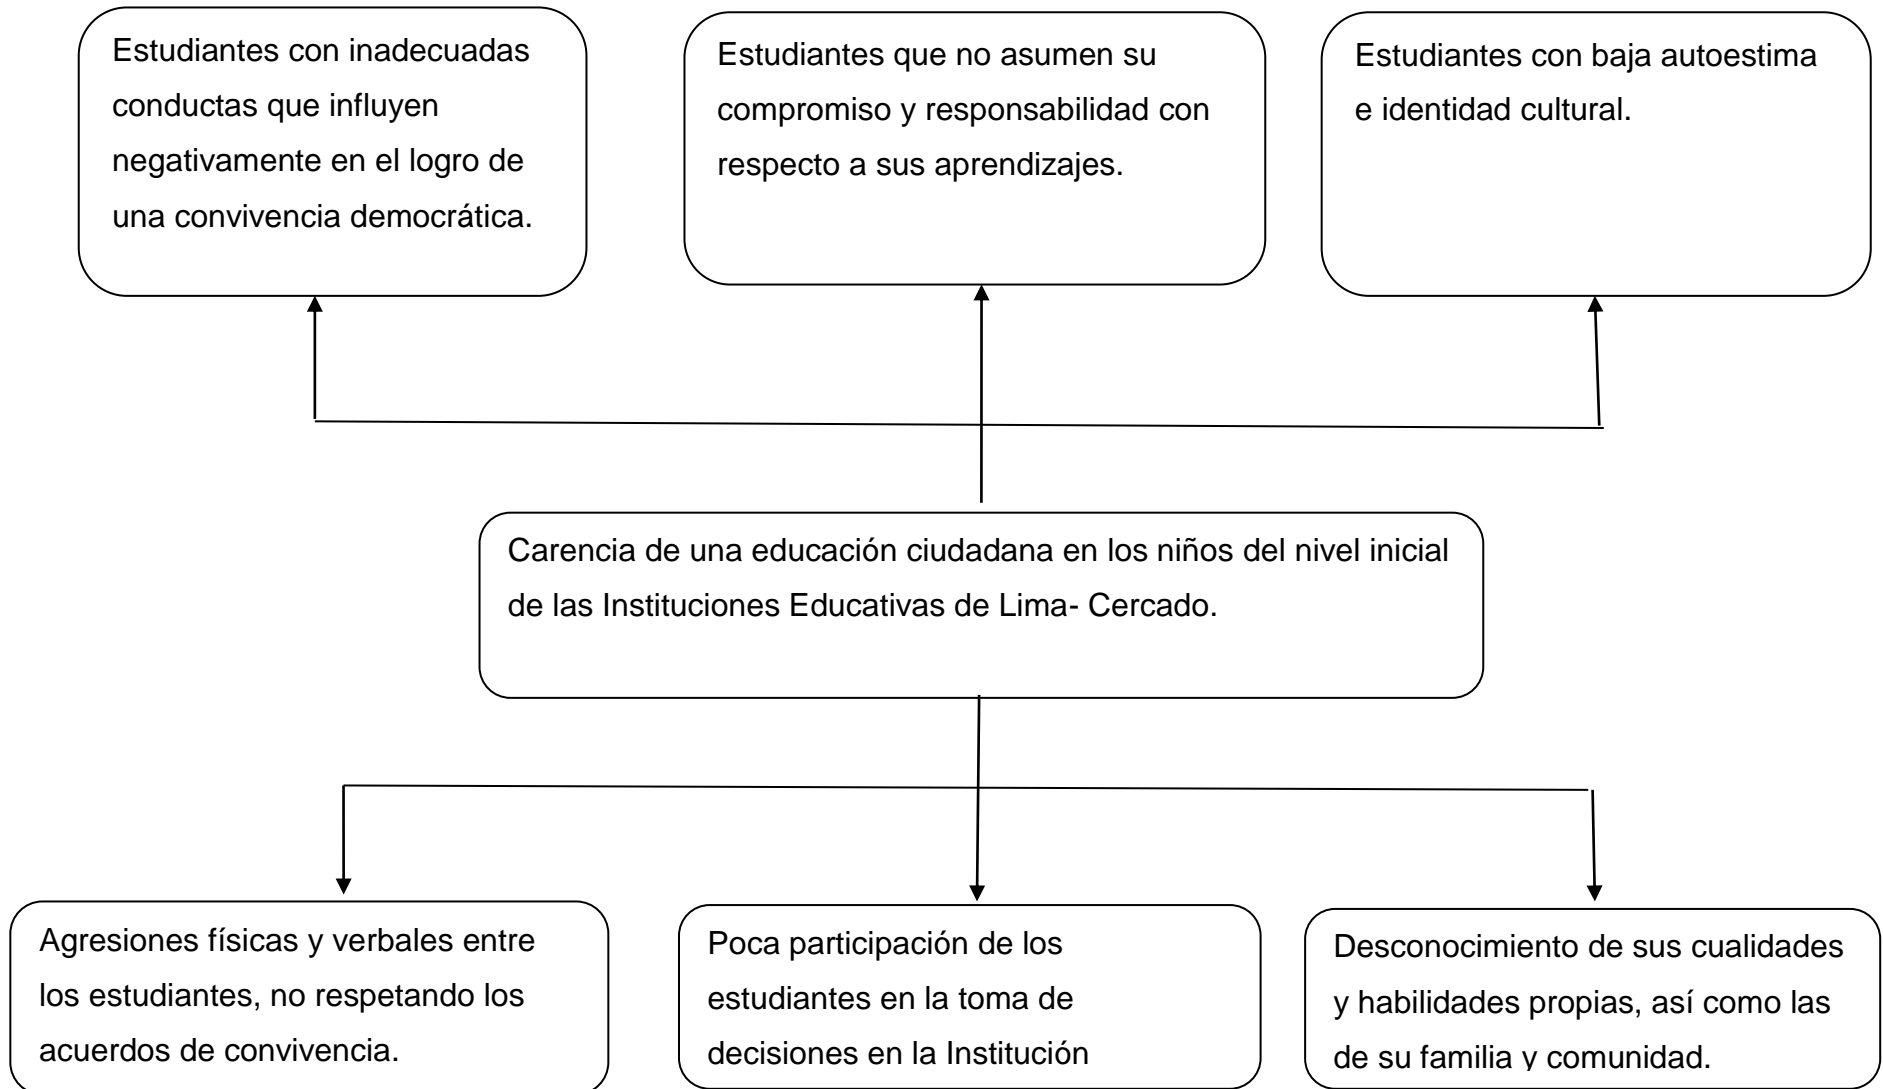 Estudiantes con inadecuadas
conductas que influyen
negativamente en el logro de
una convivencia democrática.
Estudiantes que no asumen su
compromiso y responsabilidad con
respecto a sus aprendizajes.
Estudiantes con baja autoestima
e identidad cultural.
Carencia de una educación ciudadana en los niños del nivel inicial
de las Instituciones Educativas de Lima- Cercado.
Agresiones físicas y verbales entre
los estudiantes, no respetando los
acuerdos de convivencia.
Poca participación de los
estudiantes en la toma de
decisiones en la Institución
Desconocimiento de sus cualidades
y habilidades propias, así como las
de su familia y comunidad.